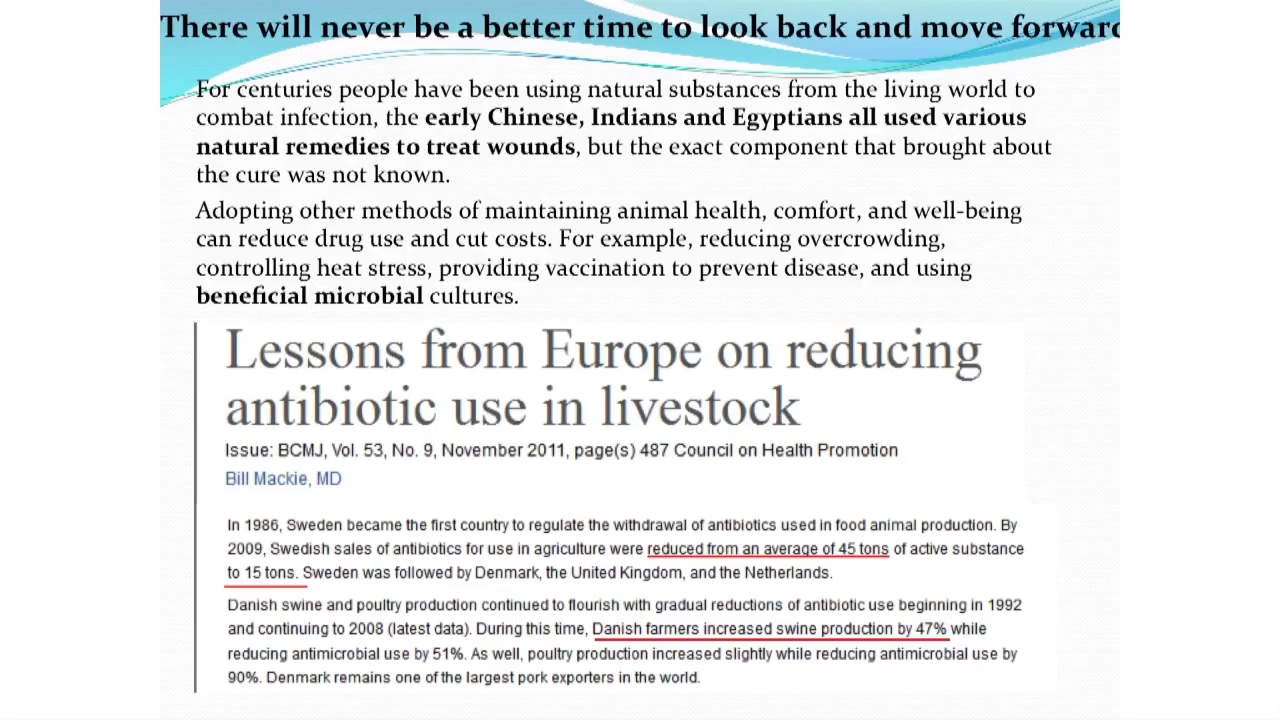 There will never be a better time to look back and move forward
For centuries people have been using natural substances from the living world to
combat infection, the early Chinese, Indians and Egyptians all used various
natural remedies to treat wounds, but the exact component that brought about
the cure was not known.
Adopting other methods of maintaining animal health, comfort, and well-being
can reduce drug use and cut costs. For example, reducing overcrowding,
controlling heat stress, providing vaccination to prevent disease, and using
beneficial microbial cultures.
Lessons from Europe on reducing
antibiotic use in livestock
Issue: BCMJ, Vol. 53, No. 9, November 2011, page(s) 487 Council on Health Promotion
Bill Mackie, MD
In 1986, Sweden became the first country to regulate the withdrawal of antibiotics used in food animal production. By
2009, Swedish sales of antibiotics for use in agriculture were reduced from an average of 45 tons of active substance
to 15 tons. Sweden was followed by Denmark, the United Kingdom, and the Netherlands.
Danish swine and poultry production continued to flourish with gradual reductions of antibiotic use beginning in 1992
and continuing to 2008 (latest data). During this time, Danish farmers increased swine production by 47% while
reducing antimicrobial use by 51%. As well, poultry production increased slightly while reducing antimicrobial use by
90%. Denmark remains one of the largest pork exporters in the world.